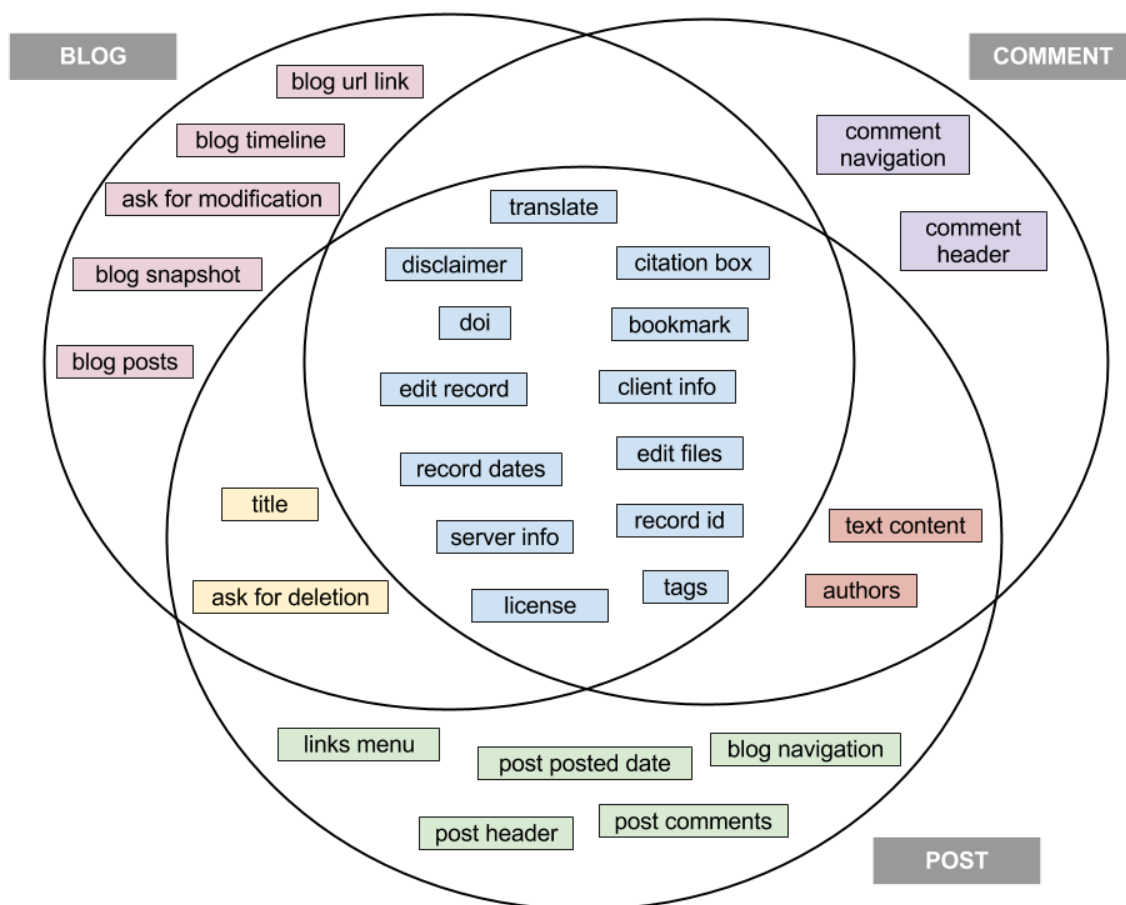 BLOG
COMMENT
blog url link
blog timeline
comment
navigation
ask for modification
translate
comment
header
disclaimer
citation box
blog snapshot
doi
bookmark
blog posts
edit record
client info
record dates
edit files
title
server info
record id
text content
ask for deletion
license
tags
authors
links menu
post posted date
blog navigation
post header
post comments
POST